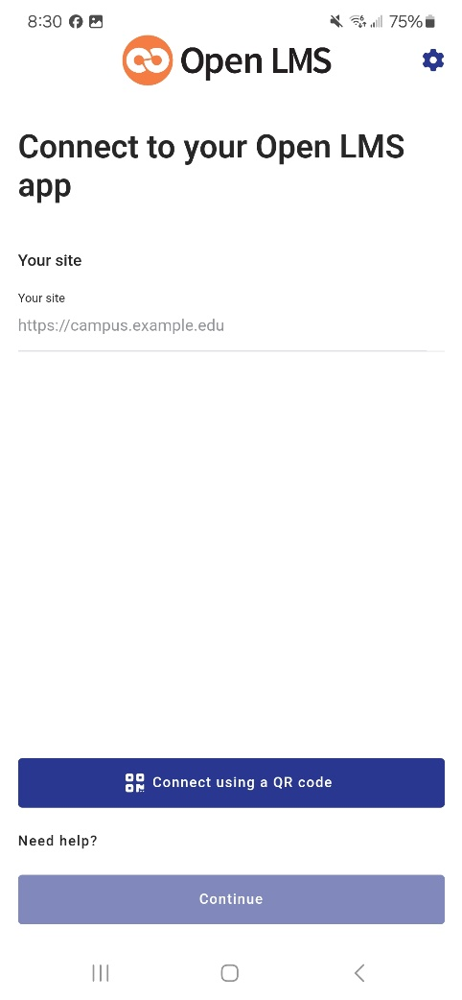 8:30
75%
Open LMS
Connect to your Open LMS
app
Your site
Your site
https://campus.example.edu
Connect using a QR code
Need help?
Continue